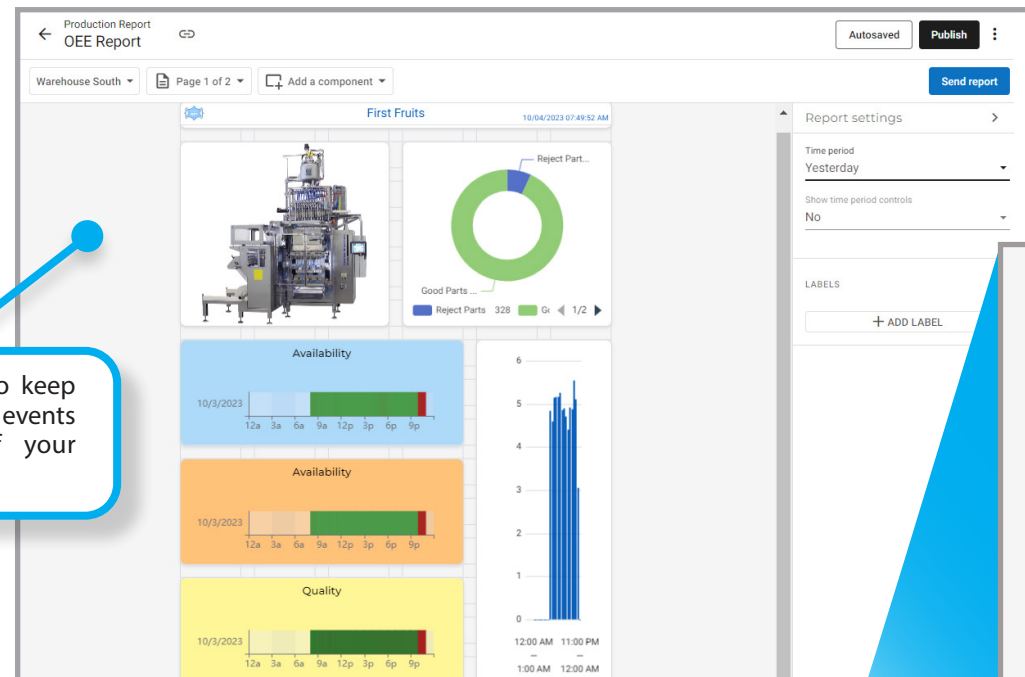 Production Report
OEE Report
Autosaved
Publish
Warehouse South
Page 1 of 2
Add a component
Send report
First Fruits
10/04/2023 07:49:52 AM
Reject Part...
Good Parts ...
Reject Parts 328
1/2
Report settings
Time period
Yesterday
Show time period controls
No
LABELS
+ ADD LABEL
keep
events
your
Availability
10/3/2023
12a 3a 6a 9a 12p 3p 6p 9p
Availability
10/3/2023
12a 3a 6a 9a 12p 3p 6p 9p
Quality
10/3/2023
12a 3a 6a 9a 12p 3p 6p 9p
6
5
4
3
2
1
0
12:00 AM 11:00 PM
– –
1:00 AM 12:00 AM